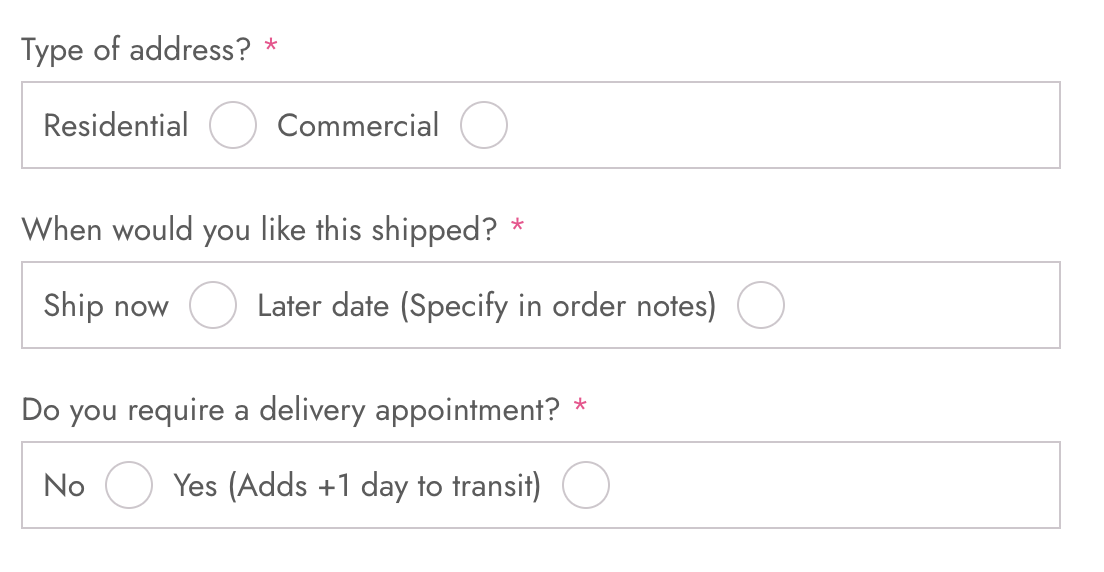 Type of address? *
Residential Commercial
When would you like this shipped? *
Ship now Later date (Specify in order notes)
Do you require a delivery appointment? *
No Yes (Adds +1 day to transit)